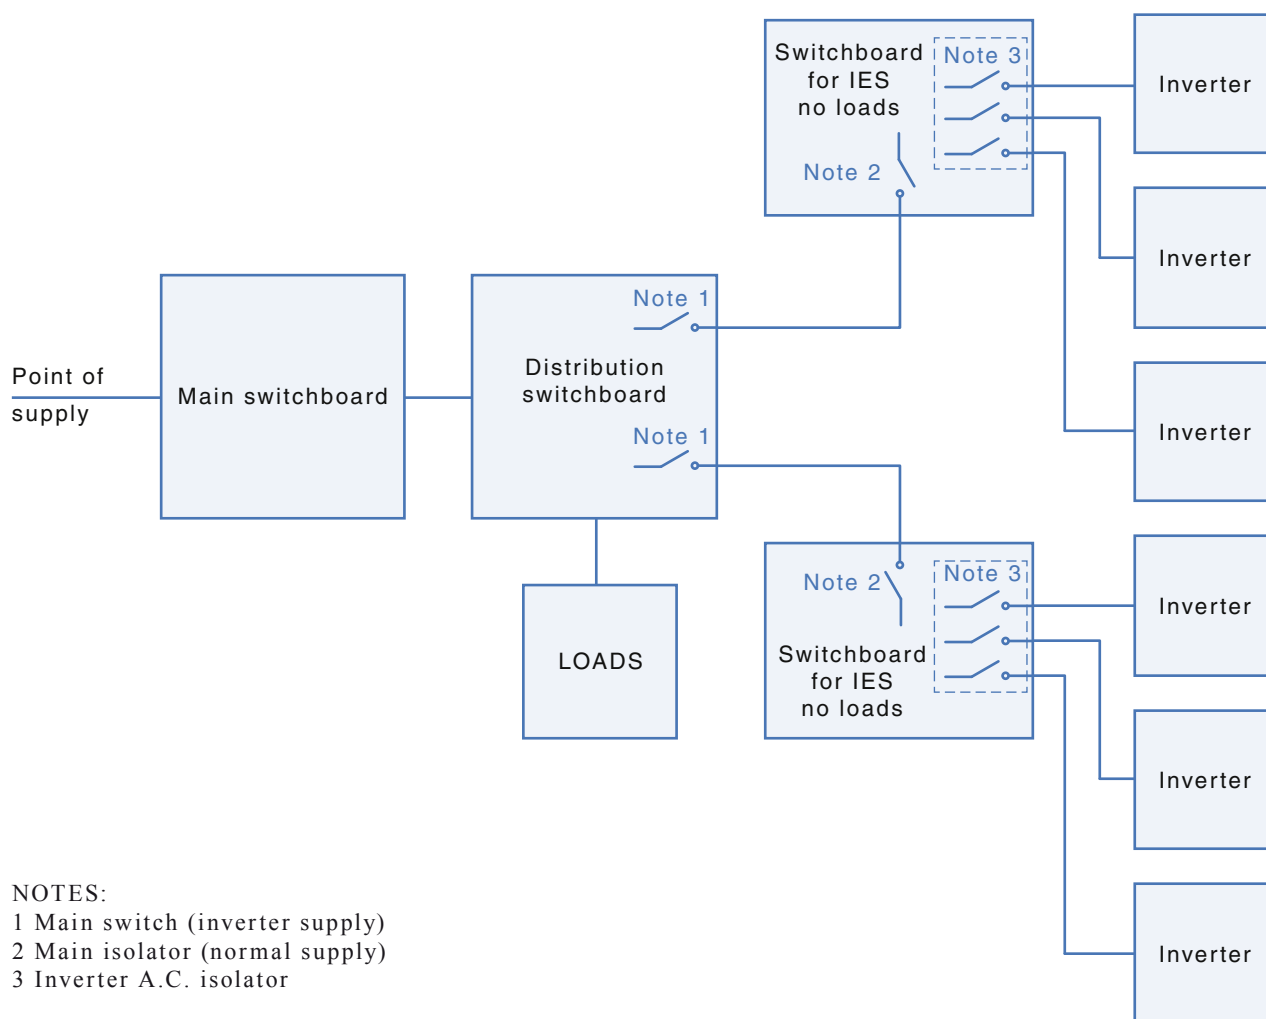 Point of
supply
Main switchboard
Note 1
Distribution
switchboard
Note 1
LOADS
Switchboard
for IES
no loads
Note 3
Note 2
Inverter
Inverter
Inverter
Note 2
Note 3
Switchboard
for IES
no loads
Inverter
Inverter
Inverter
NOTES:
1 Main switch (inverter supply)
2 Main isolator (normal supply)
3 Inverter A.C. isolator